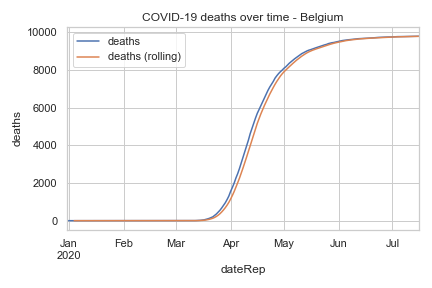 COVID-19 deaths over time - Belgium
deaths
deaths (rolling)
10000
8000
6000
4000
2000
0
deaths
Jan Feb Mar Apr May Jun Jul
2020
dateRep